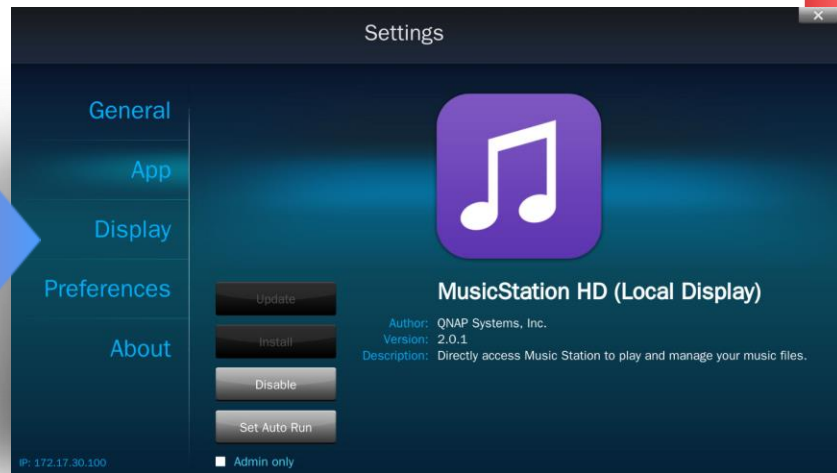 Settings
General
App
Display
Preferences
About
IP: 172.17.30.100
Update
Install
Disable
Set Auto Run
Admin only
MusicStation HD (Local Display)
Author: QNAP Systems, Inc.
Version: 2.0.1
Description: Directly access Music Station to play and manage your music files.